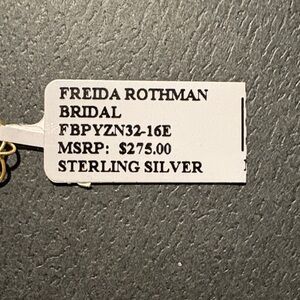 FREIDA ROTHMAN
BRIDAL
FBPYZN32-16E
MSRP: $275.00
STERLING SILVER